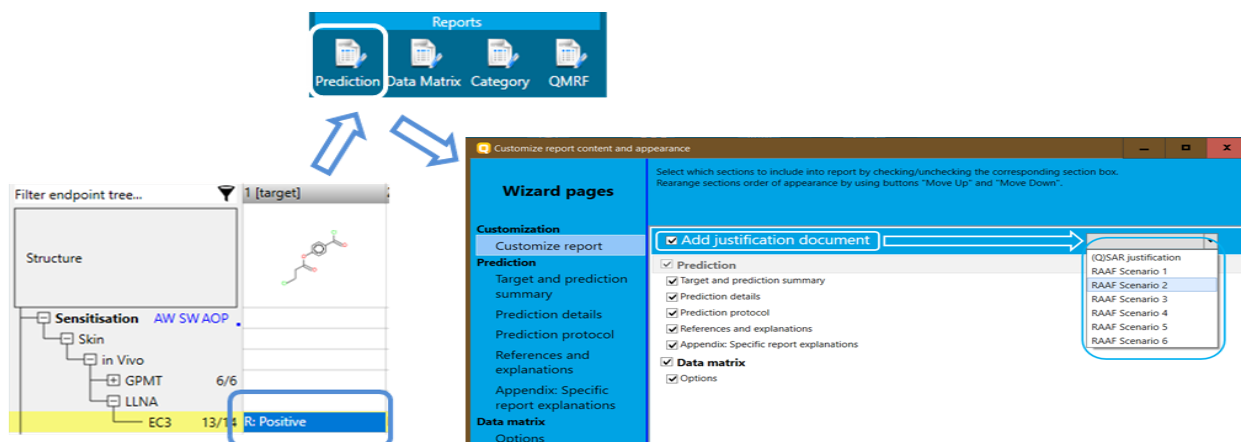 Reports
Prediction Data Matrix Category QMRF
Filter endpoint tree... 1 [target]
Structure
Sensitisation AW SW AOP
Skin
in Vivo
GPMT 6/6
LLNA
EC3 13/14 R: Positive
Customize report content and appearance
Wizard pages
Customization
Customize report
Prediction
Target and prediction
summary
Prediction details
Prediction protocol
References and
explanations
Appendix: Specific
report explanations
Data matrix
Options
Select which sections to include into report by checking/unchecking the corresponding section box.
Rearrange sections order of appearance by using buttons "Move Up" and "Move Down".
Add justification document
Prediction
Target and prediction summary
Prediction details
Prediction protocol
References and explanations
Appendix: Specific report explanations
Data matrix
Options
(Q)SAR justification
RAAF Scenario 1
RAAF Scenario 2
RAAF Scenario 3
RAAF Scenario 4
RAAF Scenario 5
RAAF Scenario 6